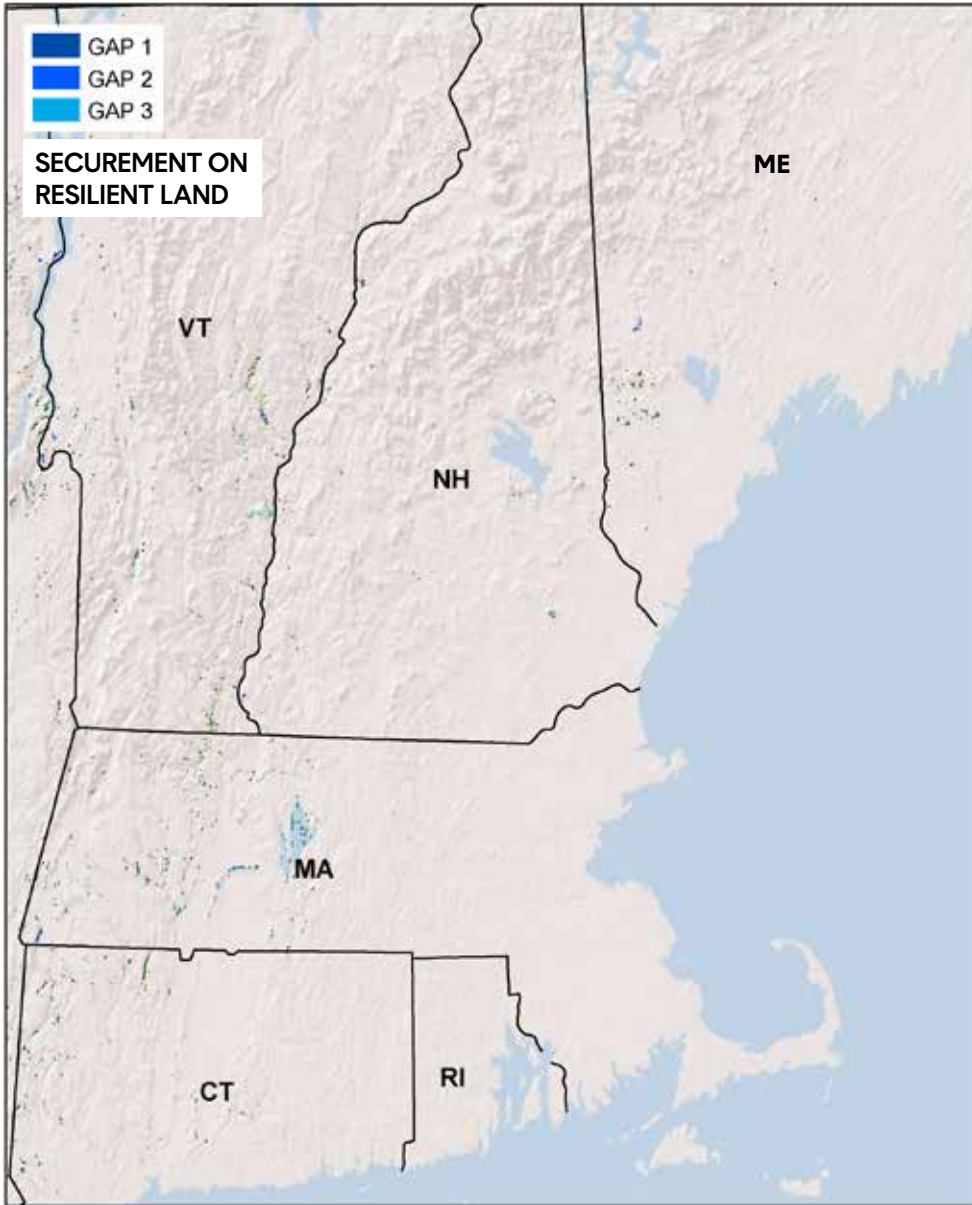 GAP 1
GAP 2
GAP 3
SECUREMENT ON
RESILIENT LAND
ME
VT
NH
MA
CT
RI